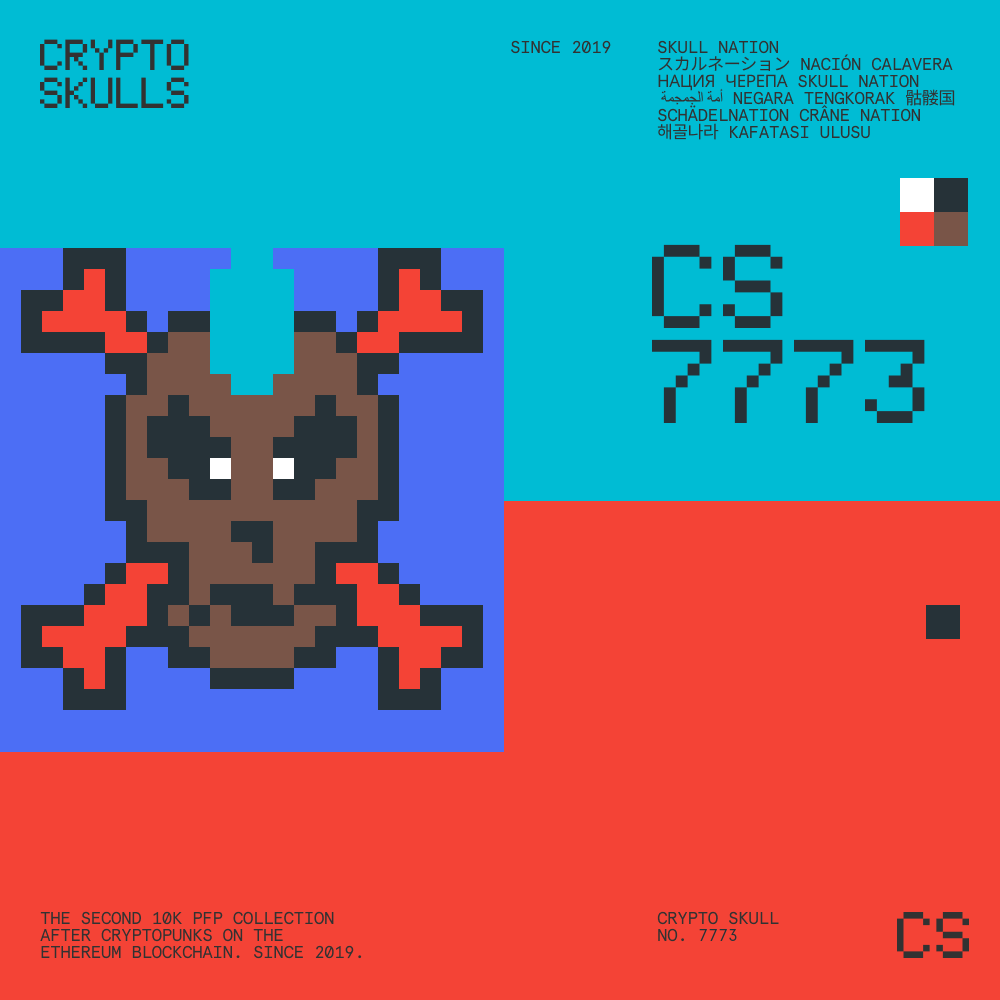 CRYPTO
SKULLS
SINCE 2019
SKULL NATION
スカルネーション NACIÓN CALAVERA
НАЦИЯ ЧЕРЕПА SKULL NATION
أمة الجمجمة NEGARA TENGKORAK 骷髅国
SCHÄDELNATION CRÂNE NATION
해골나라 KAFATASI ULUSU
CS
7773
THE SECOND 10K PFP COLLECTION
AFTER CRYPTOPUNKS ON THE
ETHEREUM BLOCKCHAIN. SINCE 2019.
CRYPTO SKULL
NO. 7773
CS